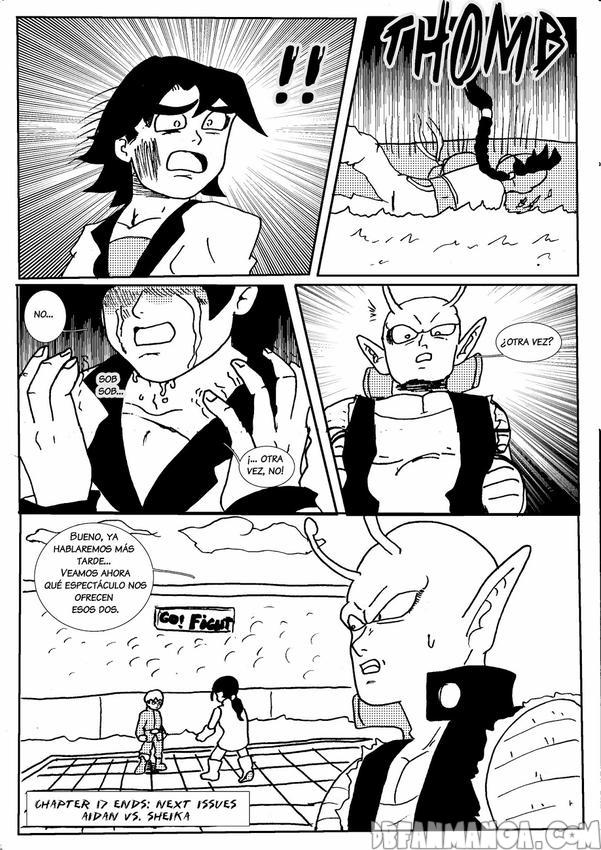 !!
THOMB
NO...
SOB
SOB...
¡... OTRA
VEZ, NO!
¿OTRA VEZ?
BUENO, YA
HABLAREMOS MÁS
TARDE...
VEAMOS AHORA
QUÉ ESPECTÁCULO NOS
OFRECEN
ESOS DOS.
GO! FIGHT
CHAPTER 17 ENDS: NEXT ISSUES
AIDAN VS. SHEIKA
DBFANMANGA.COM